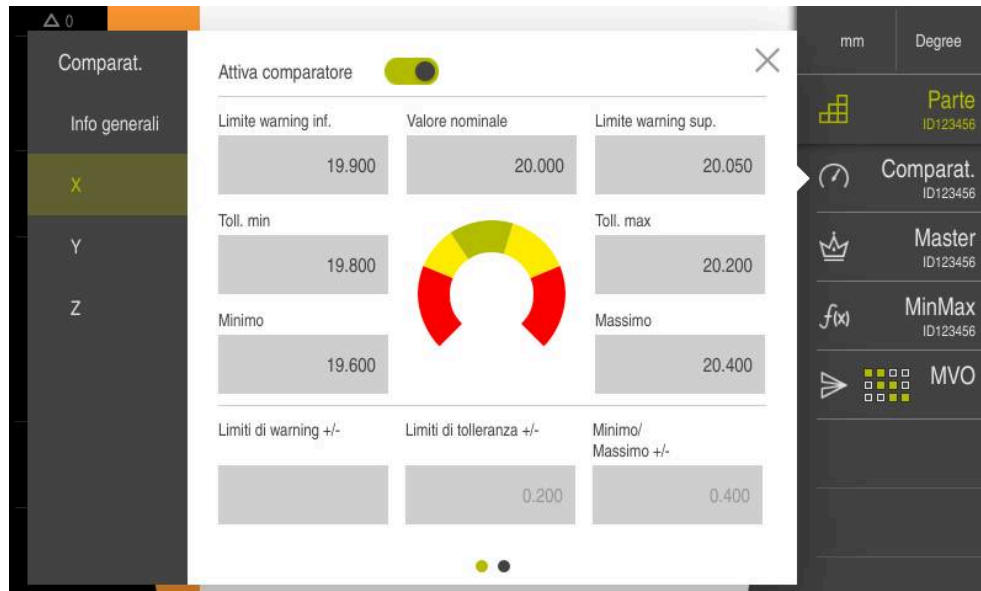 0
Comparat.
Info generali
X
Y
Z
Attiva comparatore
Limite warning inf.
Valore nominale
Limite warning sup.
19.900
20.000
20.050
Toll. min
Toll. max
19.800
20.200
Minimo
Massimo
19.600
20.400
Limiti di warning +/-
Limiti di tolleranza +/-
Minimo/
Massimo +/-
0.200
0.400
mm
Degree
Parte
ID123456
Comparat.
ID123456
Master
ID123456
f(x)
MinMax
ID123456
MVO